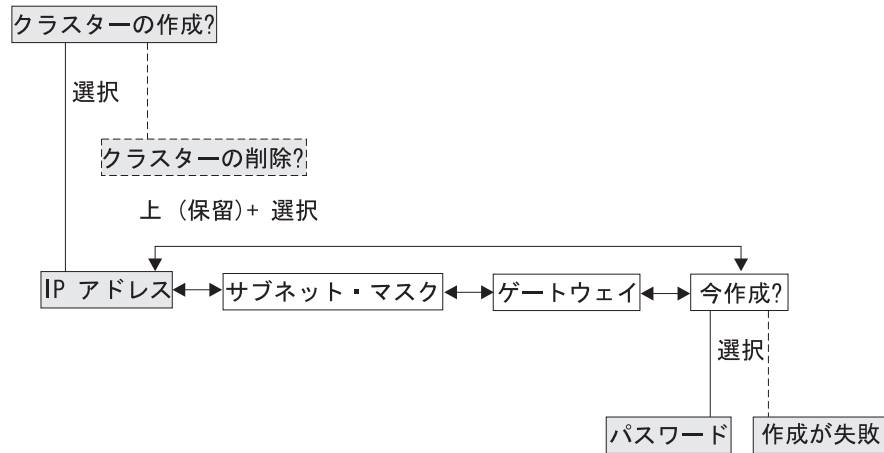 クラスターの作成?
選択
クラスターの削除?
上 (保留)+ 選択
IP アドレス
サブネット・マスク
ゲートウェイ
今作成?
選択
パスワード
作成が失敗